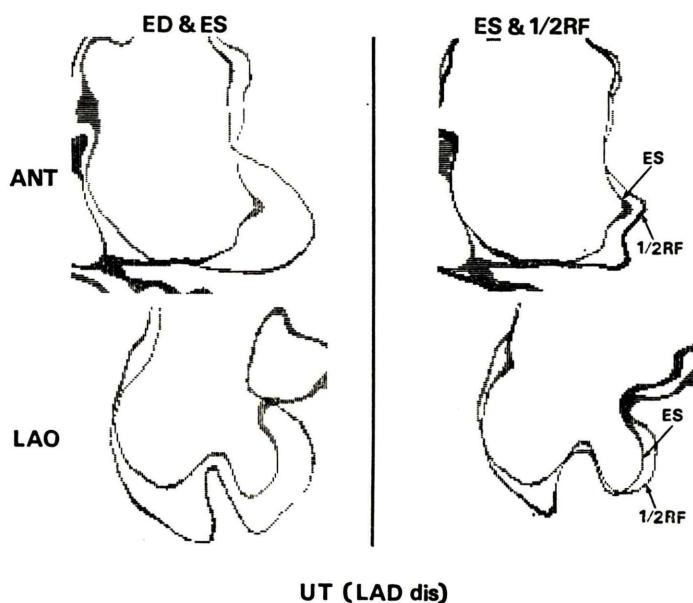 ED & ES
ES & 1/2RF
ANT
ES
1/2RF
LAO
ES
1/2RF
UT (LAD dis)